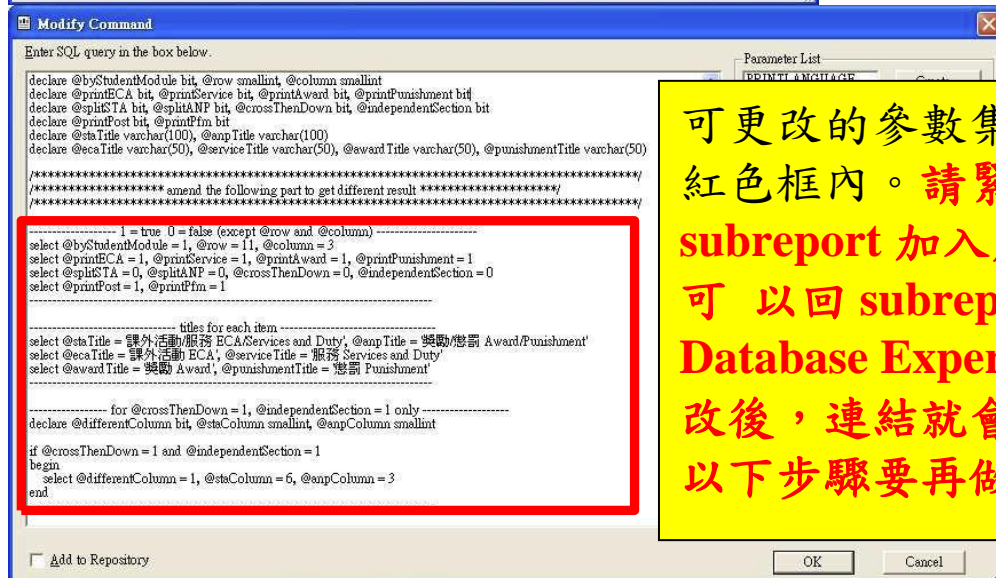 Modify Command
Enter SQL query in the box below.
declare @byStudentModule bit, @row smallint, @column smallint
declare @printECA bit, @printService bit, @printAward bit, @printPunishment bit
declare @splitSTA bit, @splitANP bit, @crossThenDown bit, @independentSection bit
declare @printPost bit, @printPfm bit
declare @staTitle varchar(100), @anpTitle varchar(100)
declare @ecaTitle varchar(50), @serviceTitle varchar(50), @awardTitle varchar(50), @punishmentTitle varchar(50)
amend the following part to get different result
1 = true 0 = false (except @row and @column)
select @byStudentModule = 1, @row = 11, @column = 3
select @printECA = 1, @printService = 1, @printAward = 1, @printPunishment = 1
select @splitSTA = 0, @splitANP = 0, @crossThenDown = 0, @independentSection = 0
select @printPost = 1, @printPfm = 1
titles for each item
select @staTitle = '課外活動/服務 ECA/Services and Duty', @anpTitle = '獎勵/懲罰 Award/Punishment'
select @ecaTitle = '課外活動 ECA', @serviceTitle = '服務 Services and Duty'
select @awardTitle = '獎勵 Award', @punishmentTitle = '懲罰 Punishment'
for @crossThenDown = 1, @independentSection = 1 only
declare @differentColumn bit, @staColumn smallint, @anpColumn smallint
if @crossThenDown = 1 and @independentSection = 1
begin
select @differentColumn = 1, @staColumn = 6, @anpColumn = 3
end
Add to Repository
Parameter List
PRINTLANGUAGE
可更改的參數集
紅色框內。請緊
subreport 加入
可 以回 subrep
Database Exper
改後，連結就會
以下步驟要再做
OK
Cancel